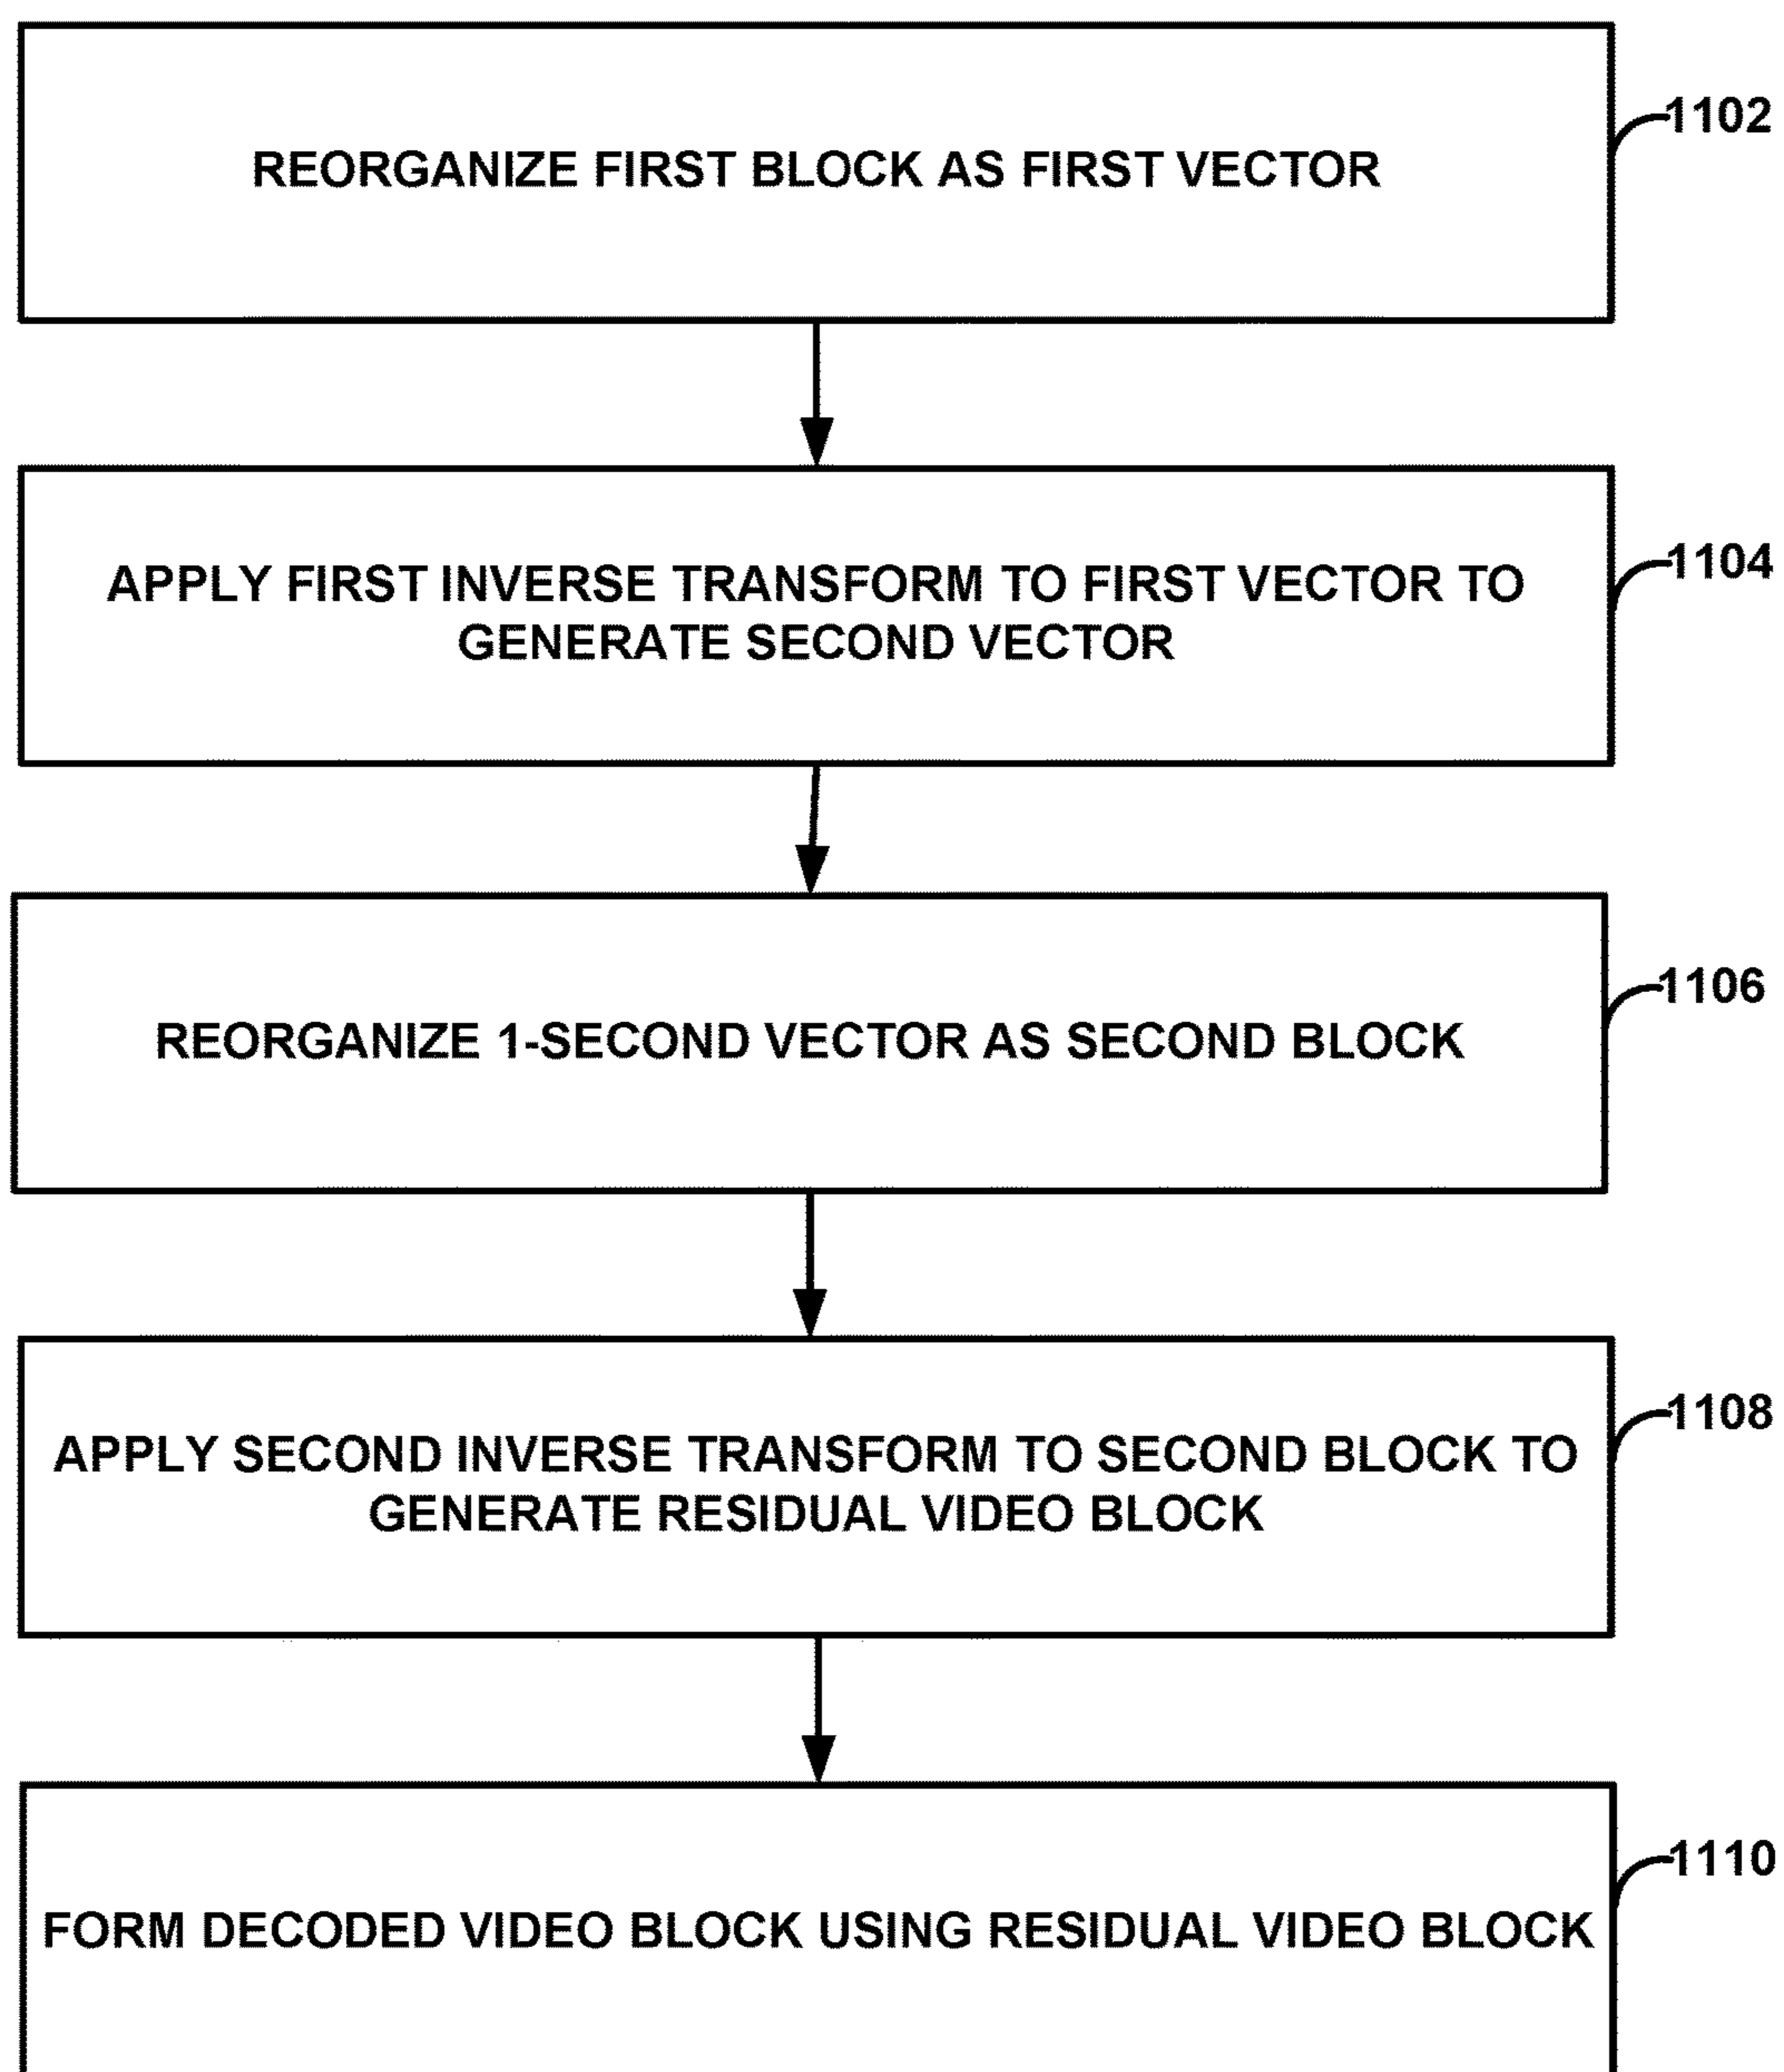 REORGANIZE FIRST BLOCK AS FIRST VECTOR
1102
APPLY FIRST INVERSE TRANSFORM TO FIRST VECTOR TO
GENERATE SECOND VECTOR
1104
REORGANIZE 1-SECOND VECTOR AS SECOND BLOCK
1106
APPLY SECOND INVERSE TRANSFORM TO SECOND BLOCK TO
GENERATE RESIDUAL VIDEO BLOCK
1108
FORM DECODED VIDEO BLOCK USING RESIDUAL VIDEO BLOCK
1110